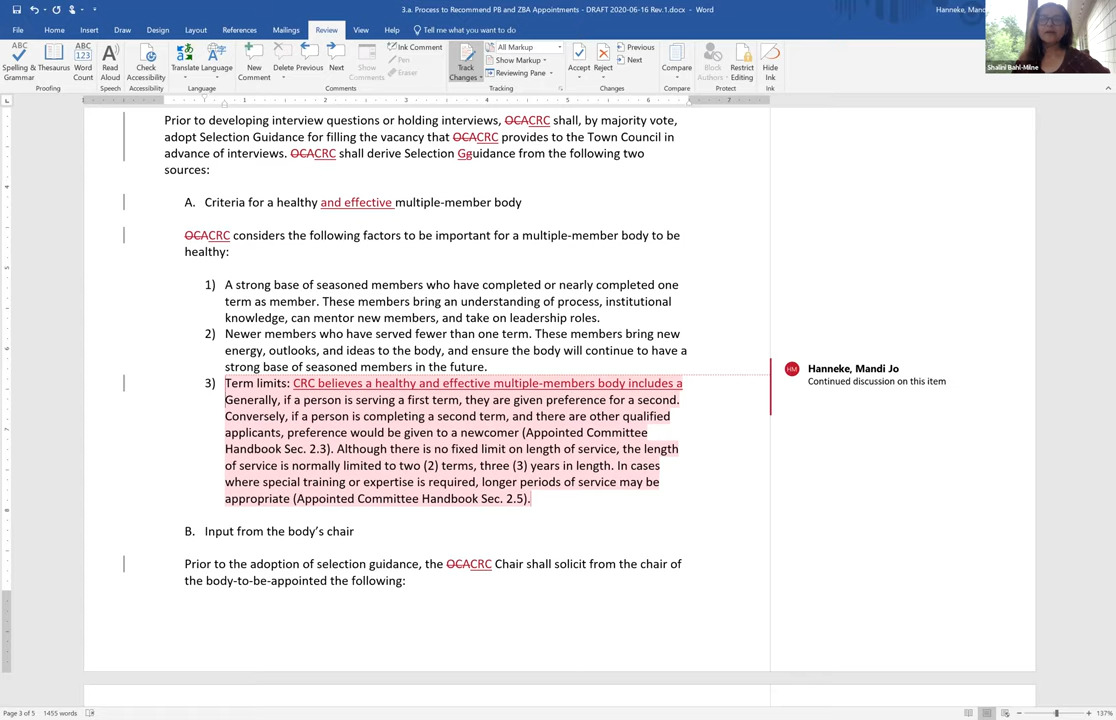 3.a. Process to Recommend PB and ZBA Appointments - DRAFT 2020-06-16 Rev.1.docx - Word
Hanneke, Mandi
File Home Insert Draw Design Layout References Mailings Review View Help Tell me what you want to do
Shalini Bahl-Milne
Spelling & Grammar
Thesaurus
Word Count
Read Aloud
Check Accessibility
Translate
Language
New Comment
Delete
Previous
Next
Show Comments
Ink Comment
Pen
Eraser
Track Changes
All Markup
Show Markup
Reviewing Pane
Accept
Reject
Previous
Next
Compare
Block Authors
Restrict Editing
Hide Ink
Proofing Speech Accessibility Language Comments Tracking Changes Compare Protect Ink
Prior to developing interview questions or holding interviews, OCACRC shall, by majority vote,
adopt Selection Guidance for filling the vacancy that OCACRC provides to the Town Council in
advance of interviews. OCACRC shall derive Selection Gguidance from the following two
sources:
A. Criteria for a healthy and effective multiple-member body
OCACRC considers the following factors to be important for a multiple-member body to be
healthy:
1) A strong base of seasoned members who have completed or nearly completed one
term as member. These members bring an understanding of process, institutional
knowledge, can mentor new members, and take on leadership roles.
2) Newer members who have served fewer than one term. These members bring new
energy, outlooks, and ideas to the body, and ensure the body will continue to have a
strong base of seasoned members in the future.
3) Term limits: CRC believes a healthy and effective multiple-members body includes a
Generally, if a person is serving a first term, they are given preference for a second.
Conversely, if a person is completing a second term, and there are other qualified
applicants, preference would be given to a newcomer (Appointed Committee
Handbook Sec. 2.3). Although there is no fixed limit on length of service, the length
of service is normally limited to two (2) terms, three (3) years in length. In cases
where special training or expertise is required, longer periods of service may be
appropriate (Appointed Committee Handbook Sec. 2.5).
HM Hanneke, Mandi Jo
Continued discussion on this item
B. Input from the body's chair
Prior to the adoption of selection guidance, the OCACRC Chair shall solicit from the chair of
the body-to-be-appointed the following:
Page 3 of 5 1455 words
137%